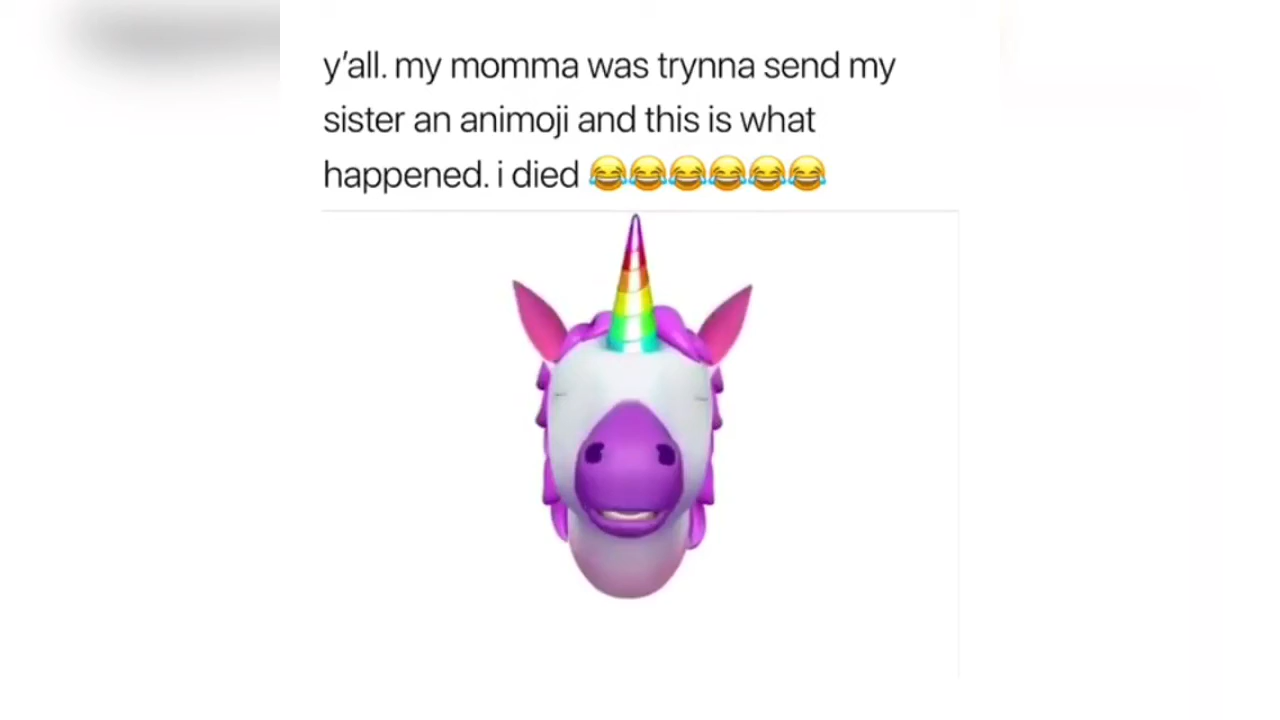 y’all. my momma was trynna send my
sister an animoji and this is what
happened. i died 😂😂😂😂😂😂